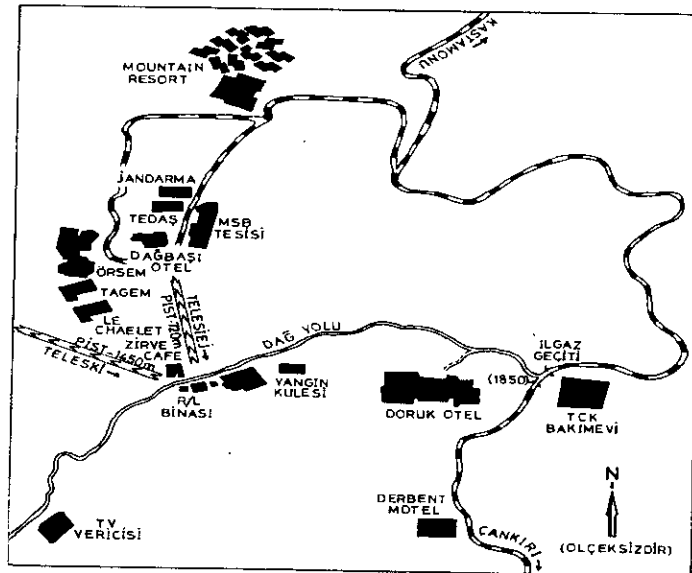 KASTAMONU
MOUNTAIN
RESORT
JANDARMA
TEDAŞ
MSB
TESİSİ
DAĞBAŞI
OTEL
ÖRSEM
TAGEM
LE
CHAELET
ZİRVE
CAFE
TELESİEJ
PİST-720m
PİST-1450m
TELESKİ
DAĞ YOLU
R/L
BİNASI
YANGIN
KULESİ
ILGAZ
GEÇİTİ
(1850)
DORUK OTEL
TCK
BAKIMEVİ
TV
VERİCİSİ
DERBENT
MOTEL
ÇANKIRI
N
(ÖLÇEKSİZDİR)